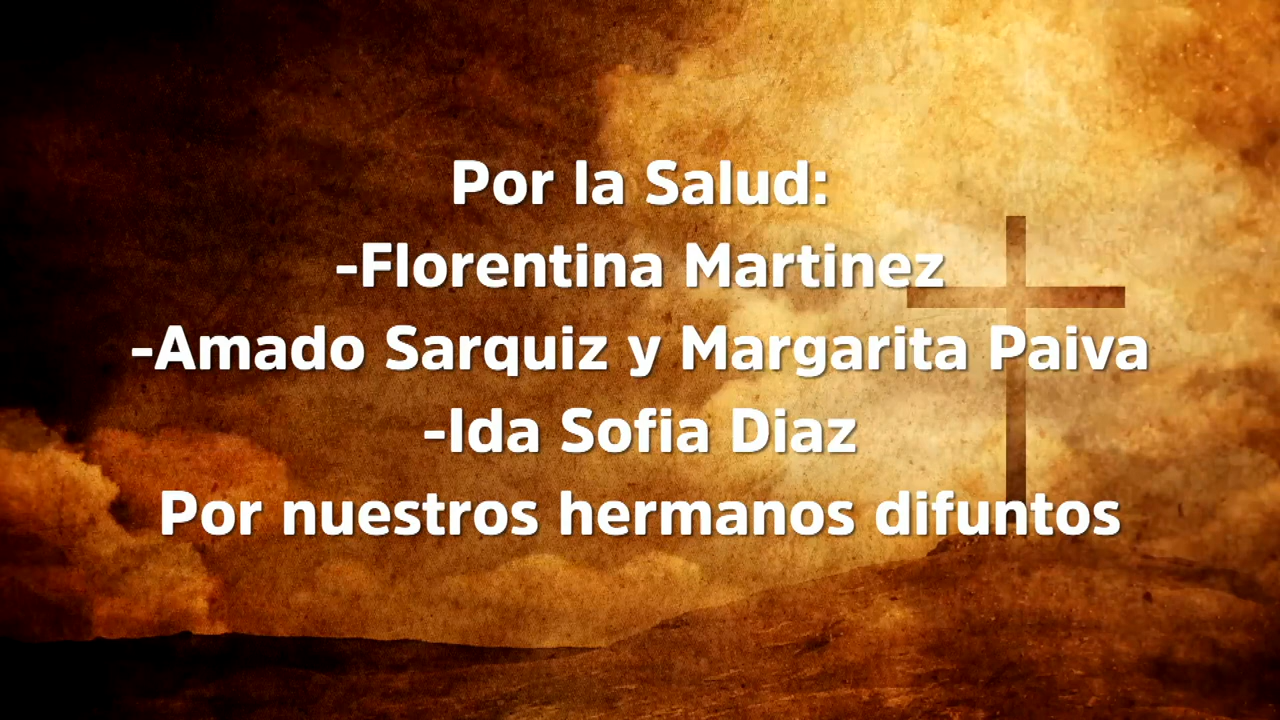 Por la Salud:
-Florentina Martinez
-Amado Sarquiz y Margarita Paiva
-Ida Sofia Diaz
Por nuestros hermanos difuntos